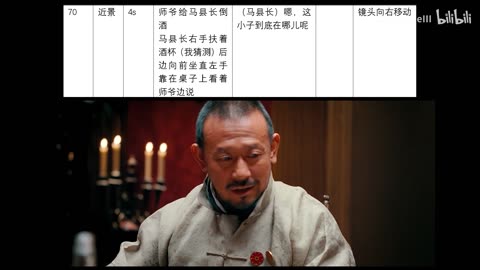 70 近景 4s 师爷给马县长倒 （马县长）嗯，这 镜头向右移动
酒 小子到底在哪儿呢
马县长右手扶着
酒杯（我猜测）后
边向前坐直左手
靠在桌子上看着
师爷边说
elll bilibili